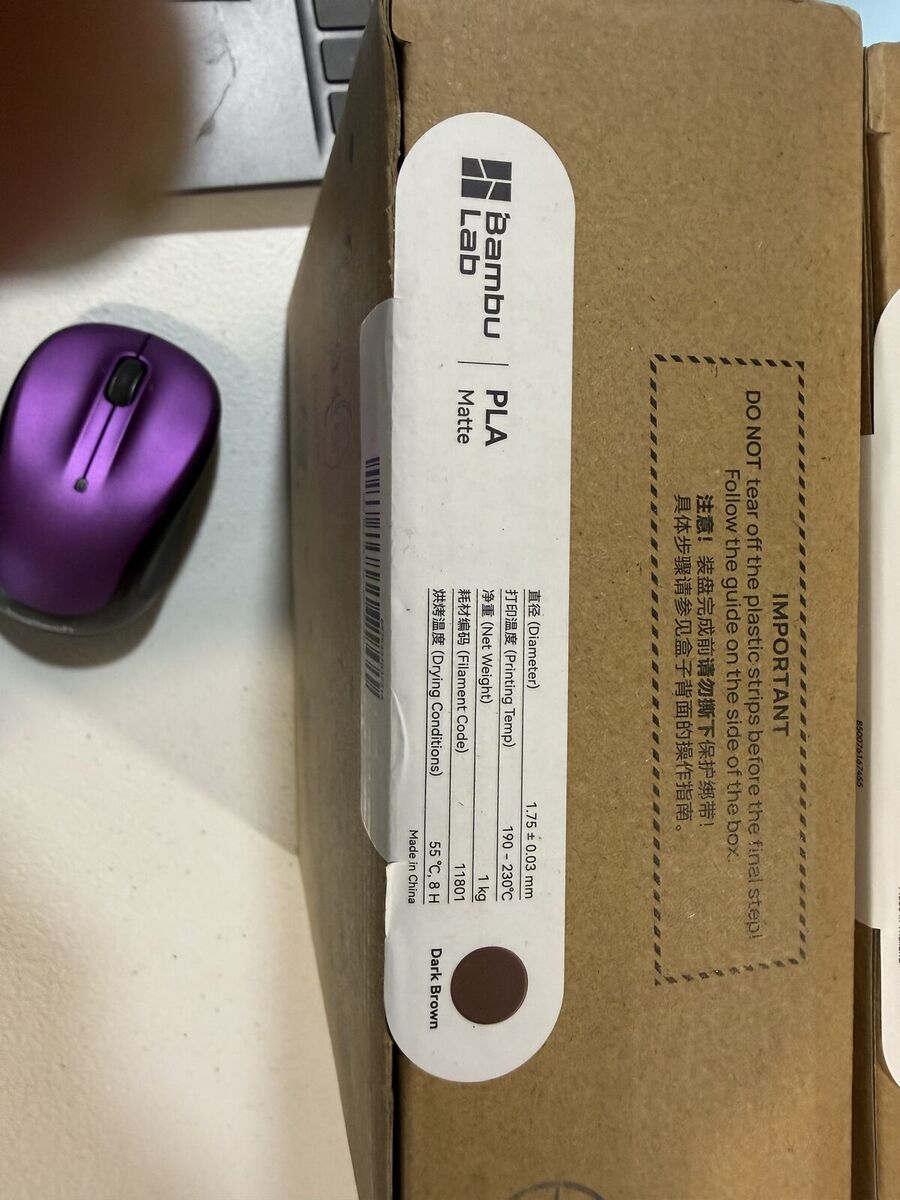 Bambu
Lab
PLA
Matte
直径 (Diameter) 1.75 ± 0.03 mm
打印温度 (Printing Temp) 190 - 230℃
净重 (Net Weight) 1 kg
耗材编码 (Filament Code) 11801
烘烤温度 (Drying Conditions) 55 ℃, 8 H
Made in China
Dark Brown
IMPORTANT
DO NOT tear off the plastic strips before the final step!
Follow the guide on the side of the box.
注意！装盘完成前请勿撕下保护绑带！
具体步骤请参见盒子背面的操作指南。